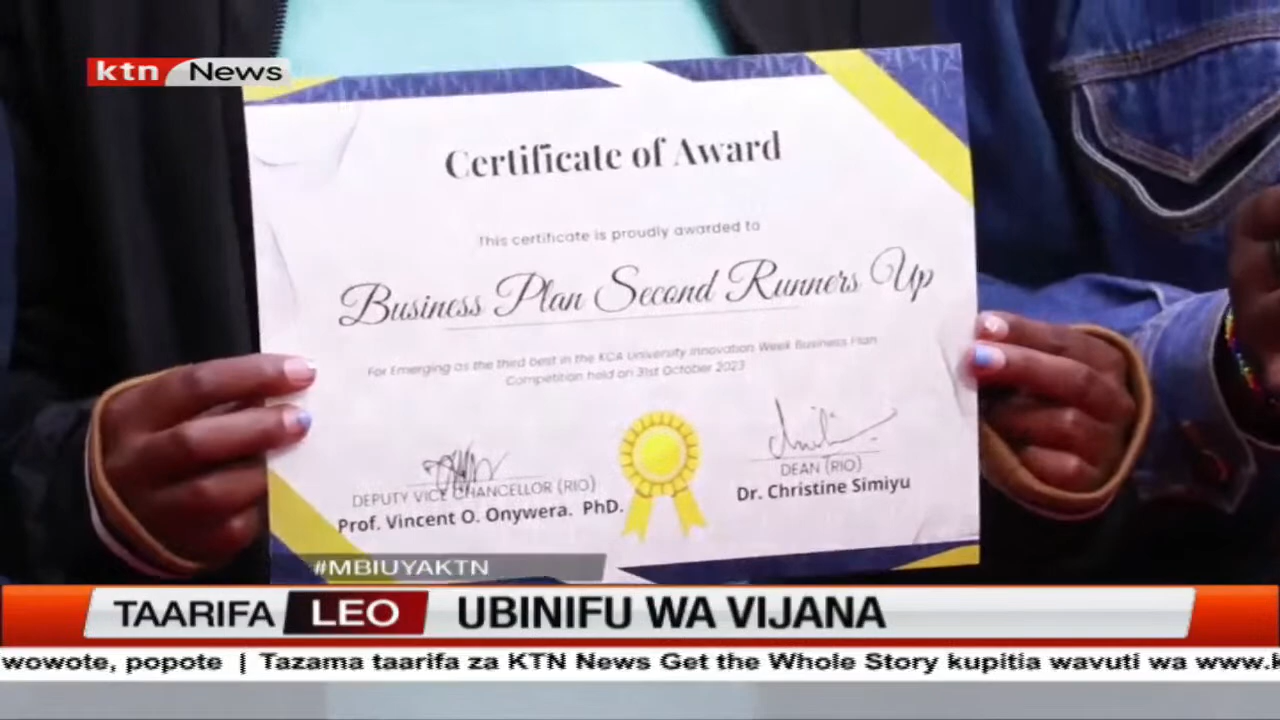 ktn News
Certificate of Award
This certificate is proudly awarded to
Business Plan Second Runners Up
For Emerging as the third best in the KCA University Innovation Week Business Plan
Competition held on 31st October 2023
DEPUTY VICE CHANCELLOR (RIO)
Prof. Vincent O. Onywera. PhD.
DEAN (RIO)
Dr. Christine Simiyu
#MBIUYAKTN
TAARIFA LEO UBINIFU WA VIJANA
wowote, popote | Tazama taarifa za KTN News Get the Whole Story kupitia wavuti wa www.k